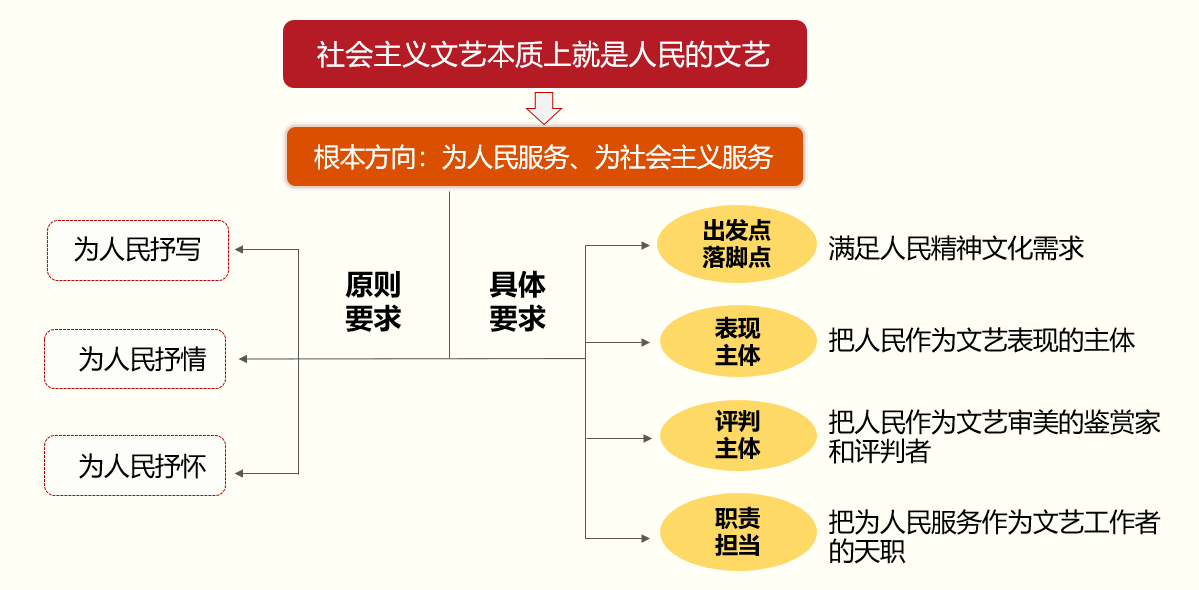 社会主义文艺本质上就是人民的文艺
根本方向：为人民服务、为社会主义服务
为人民抒写
为人民抒情
为人民抒怀
原则
要求
具体
要求
出发点
落脚点
满足人民精神文化需求
表现
主体
把人民作为文艺表现的主体
评判
主体
把人民作为文艺审美的鉴赏家
和评判者
职责
担当
把为人民服务作为文艺工作者
的天职